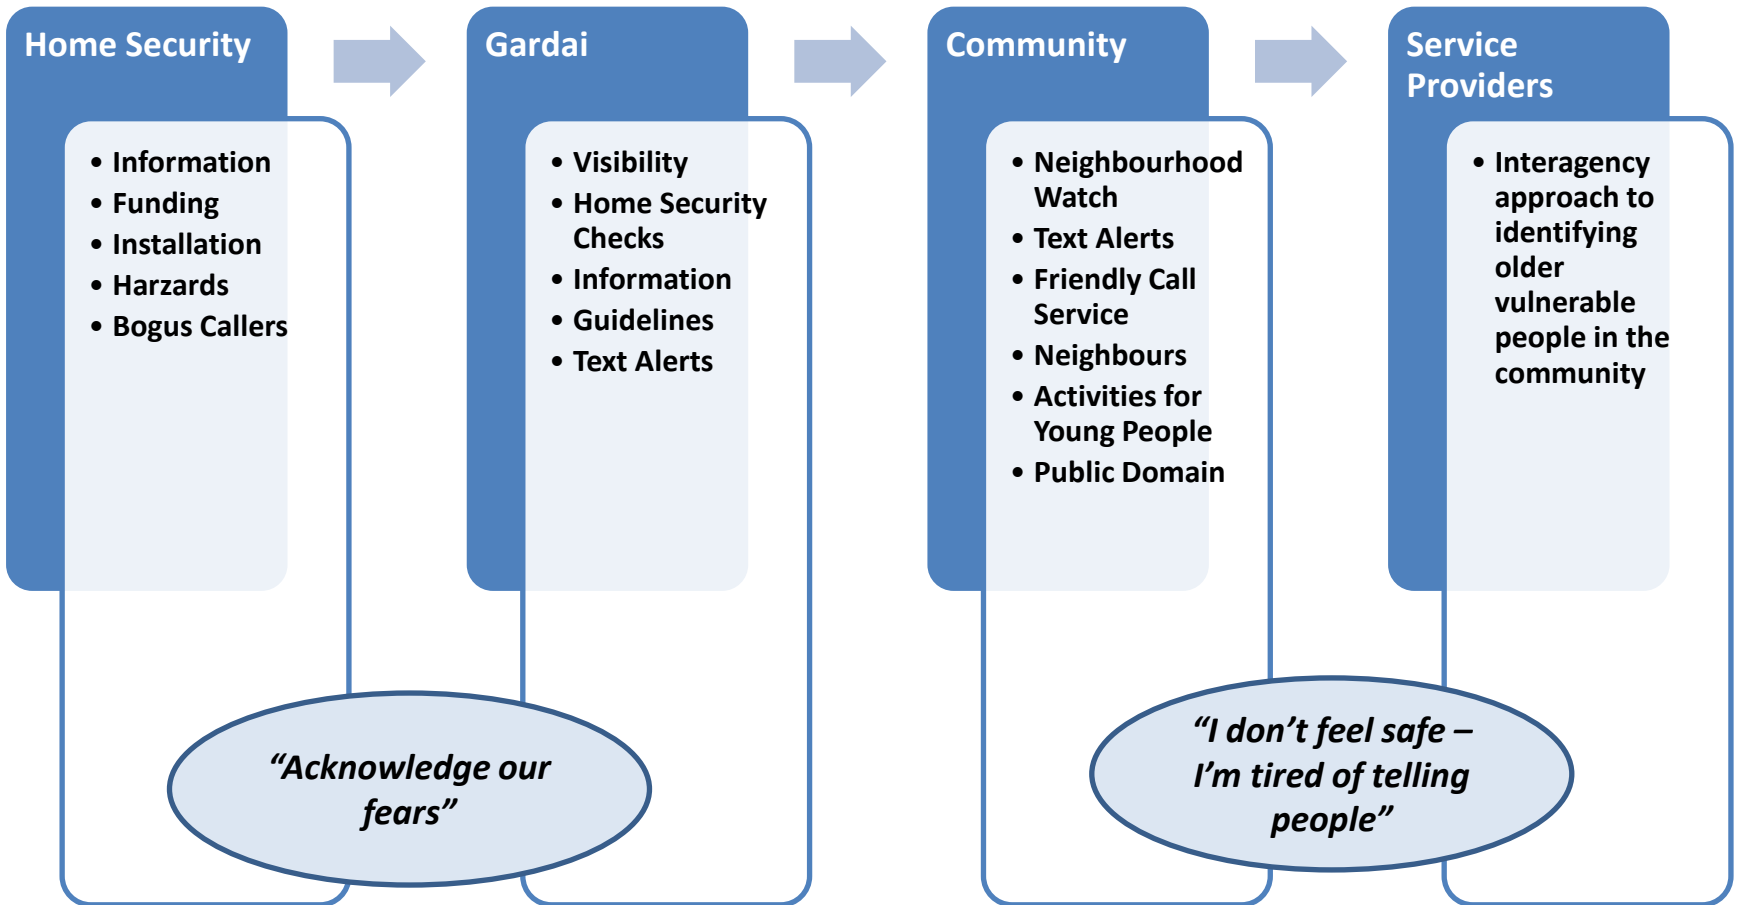 Home Security
• Information
• Funding
• Installation
• Harzards
• Bogus Callers
Gardai
• Visibility
• Home Security
Checks
• Information
• Guidelines
• Text Alerts
Community
• Neighbourhood
Watch
• Text Alerts
• Friendly Call
Service
• Neighbours
• Activities for
Young People
• Public Domain
Service
Providers
• Interagency
approach to
identifying
older
vulnerable
people in the
community
“Acknowledge our
fears”
“I don’t feel safe –
I’m tired of telling
people”